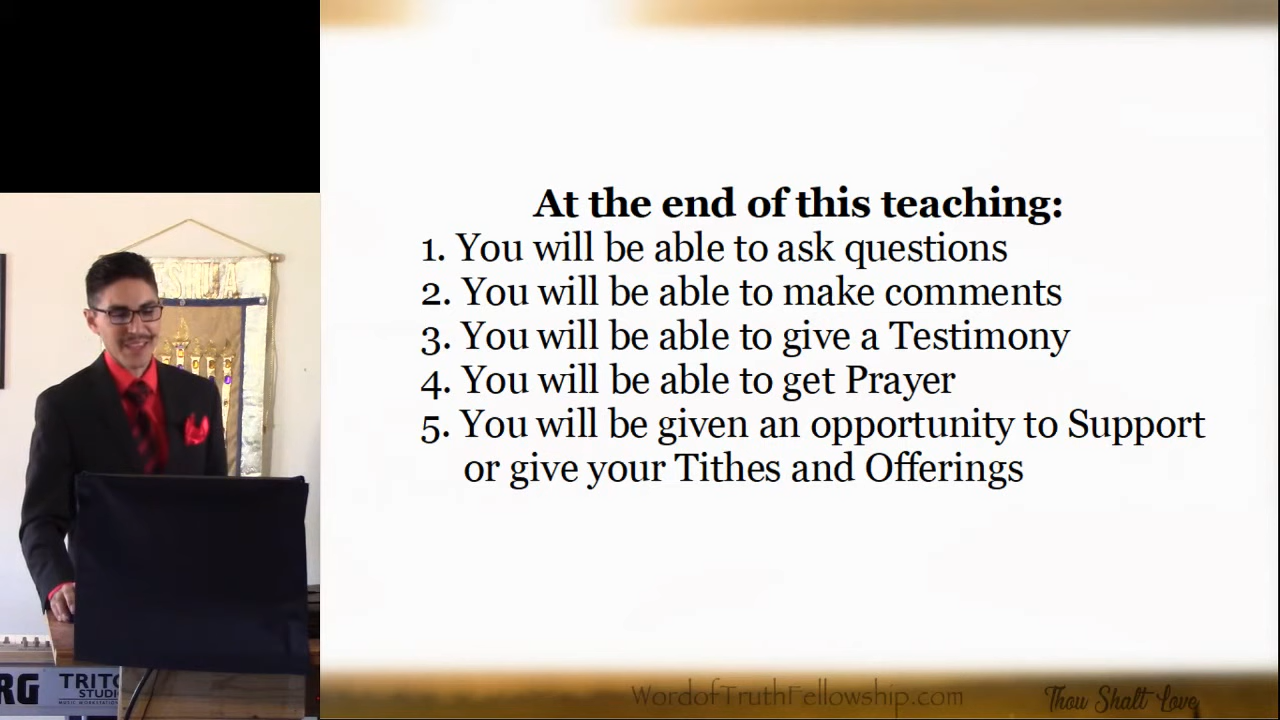 At the end of this teaching:
1. You will be able to ask questions
2. You will be able to make comments
3. You will be able to give a Testimony
4. You will be able to get Prayer
5. You will be given an opportunity to Support
or give your Tithes and Offerings
WordofTruthFellowship.com
Thou Shalt Love
RG TRIT
STUDI